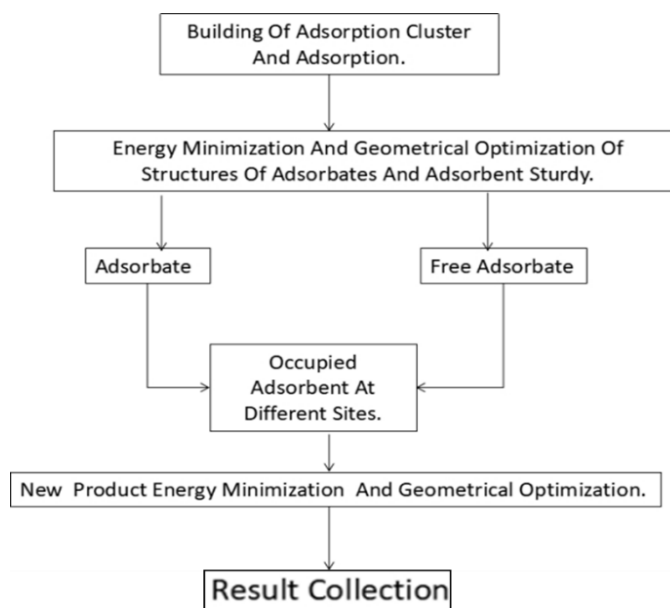 Building Of Adsorption Cluster
And Adsorption.
Energy Minimization And Geometrical Optimization Of
Structures Of Adsorbates And Adsorbent Sturdy.
Adsorbate
Free Adsorbate
Occupied
Adsorbent At
Different Sites.
New Product Energy Minimization And Geometrical Optimization.
Result Collection